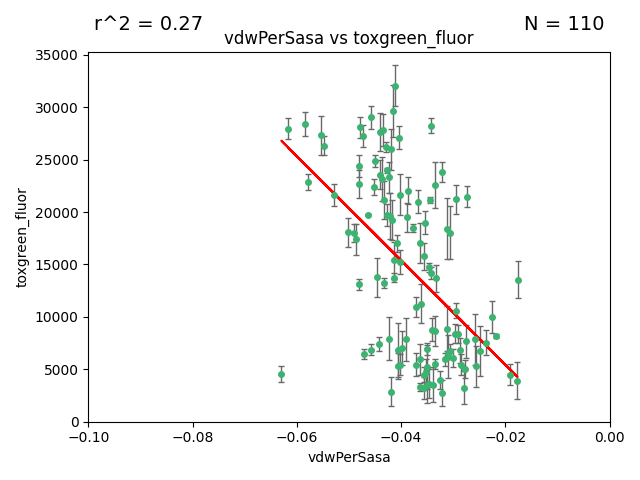 r^2 = 0.27 N = 110
vdwPerSasa vs toxgreen_fluor
35000
30000
25000
20000
15000
10000
5000
0
toxgreen_fluor
−0.10 −0.08 −0.06 −0.04 −0.02 0.00
vdwPerSasa